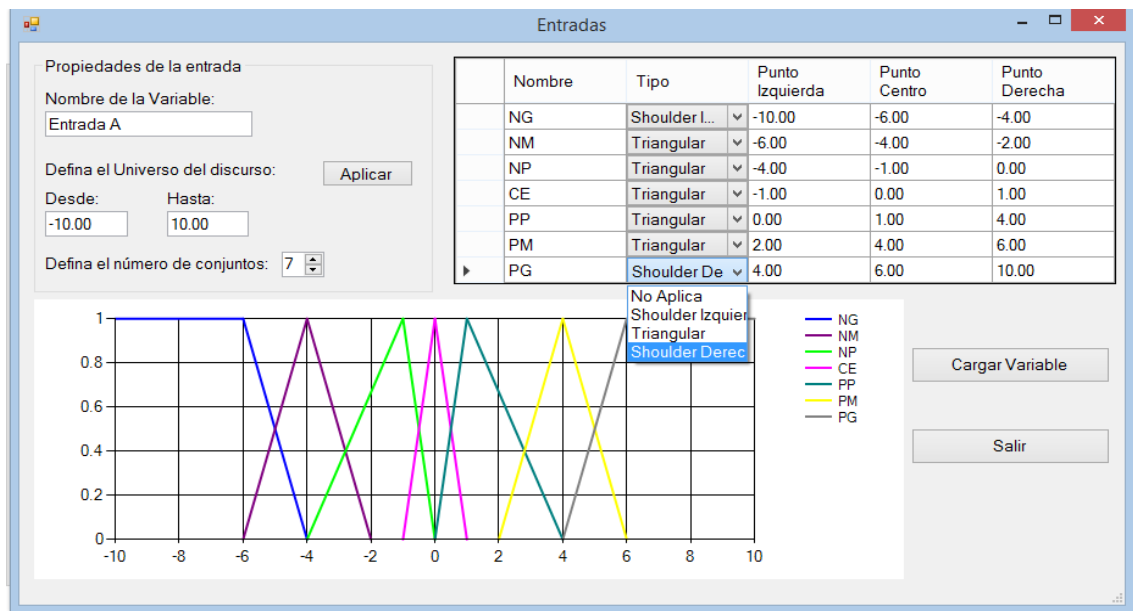 Entradas
Propiedades de la entrada
Nombre de la Variable:
Entrada A
Defina el Universo del discurso:
Aplicar
Desde: Hasta:
-10.00 10.00
Defina el número de conjuntos: 7
Nombre Tipo Punto Izquierda Punto Centro Punto Derecha
NG Shoulder I... -10.00 -6.00 -4.00
NM Triangular -6.00 -4.00 -2.00
NP Triangular -4.00 -1.00 0.00
CE Triangular -1.00 0.00 1.00
PP Triangular 0.00 1.00 4.00
PM Triangular 2.00 4.00 6.00
PG Shoulder De 4.00 6.00 10.00
No Aplica
Shoulder Izquier
Triangular
Shoulder Derec
1
0.8
0.6
0.4
0.2
0
-10 -8 -6 -4 -2 0 2 4 6 8 10
NG
NM
NP
CE
PP
PM
PG
Cargar Variable
Salir